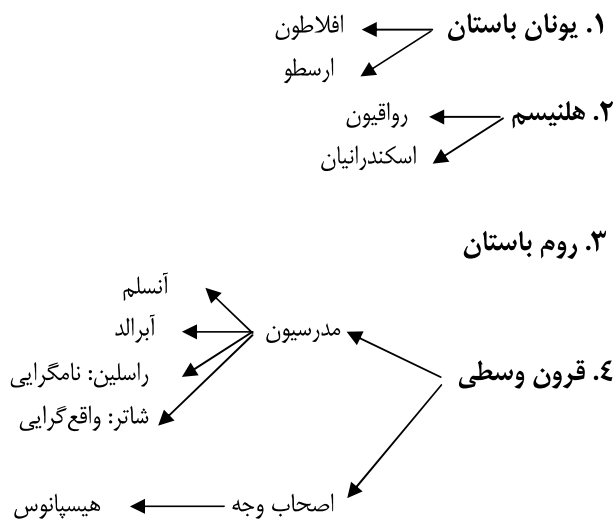 ۱. یونان باستان
افلاطون
ارسطو
۲. هلنیسم
رواقیون
اسکندرانیان
۳. روم باستان
۴. قرون وسطی
مدرسیون
آنسلم
آبرالد
راسلین: نامگرایی
شاتر: واقع‌گرایی
اصحاب وجه
هیسپانوس